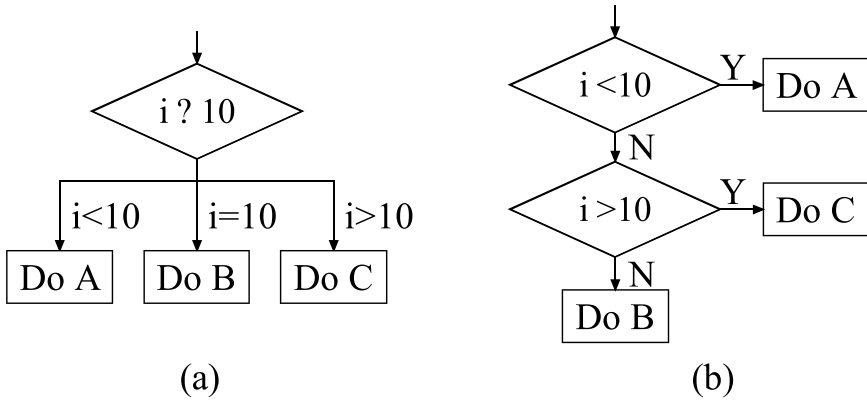 i ? 10
i<10
i=10
i>10
Do A
Do B
Do C
(a)
i <10
Y
Do A
N
i >10
Y
Do C
N
Do B
(b)